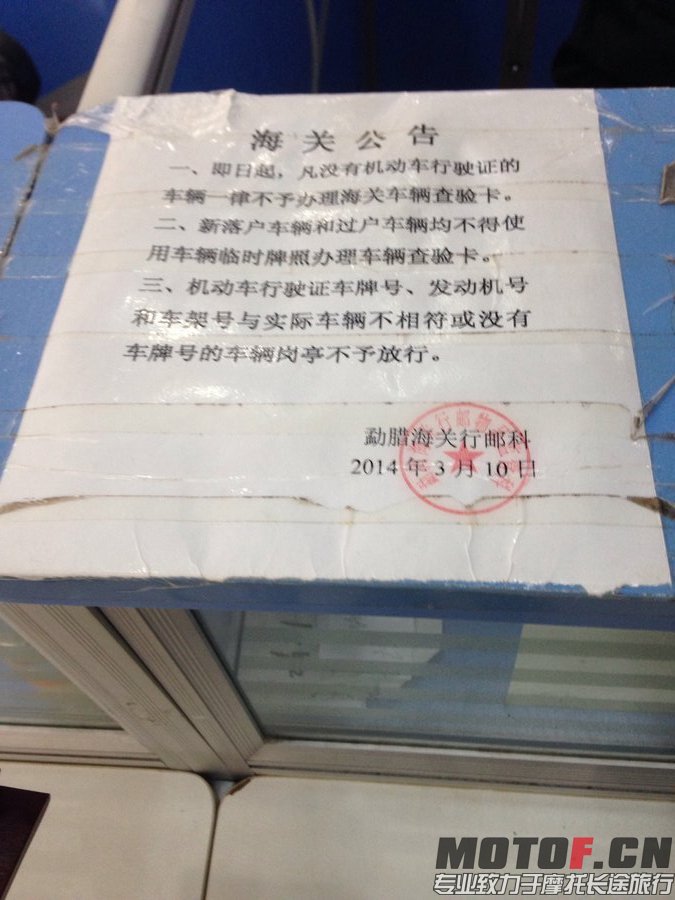 海关公告
一、即日起，凡没有机动车行驶证的
车辆一律不予办理海关车辆查验卡。
二、新落户车辆和过户车辆均不得使
用车辆临时牌照办理车辆查验卡。
三、机动车行驶证车牌号、发动机号
和车架号与实际车辆不相符或没有
车牌号的车辆岗亭不予放行。
勐腊海关行邮科
2014年3月10日
MOTOF.CN
专业致力于摩托长途旅行